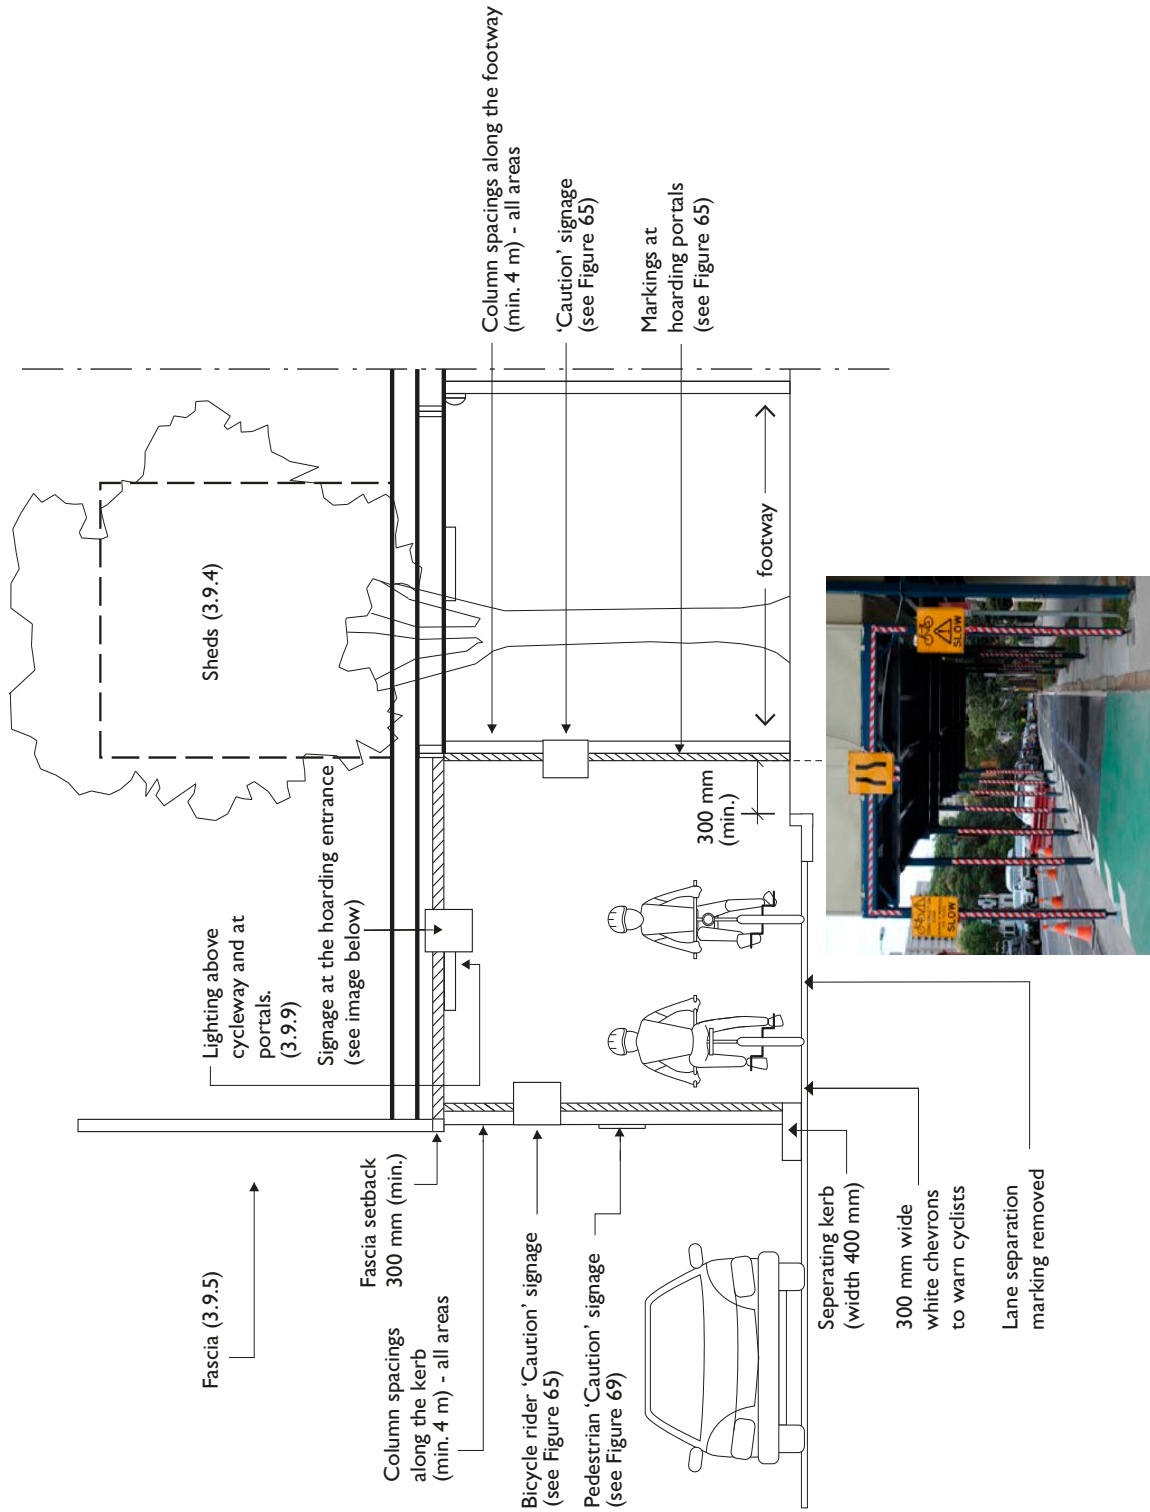 Fascia (3.9.5)
Lighting above
cycleway and at
portals.
(3.9.9)
Signage at the hoarding entrance
(see image below)
Sheds (3.9.4)
Fascia setback
300 mm (min.)
Column spacings
along the kerb
(min. 4 m) - all areas
Bicycle rider ‘Caution’ signage
(see Figure 65)
Pedestrian ‘Caution’ signage
(see Figure 69)
Column spacings along the footway
(min. 4 m) - all areas
‘Caution’ signage
(see Figure 65)
Markings at
hoarding portals
(see Figure 65)
300 mm
(min.)
footway
Seperating kerb
(width 400 mm)
300 mm wide
white chevrons
to warn cyclists
Lane separation
marking removed
SLOW
SLOW